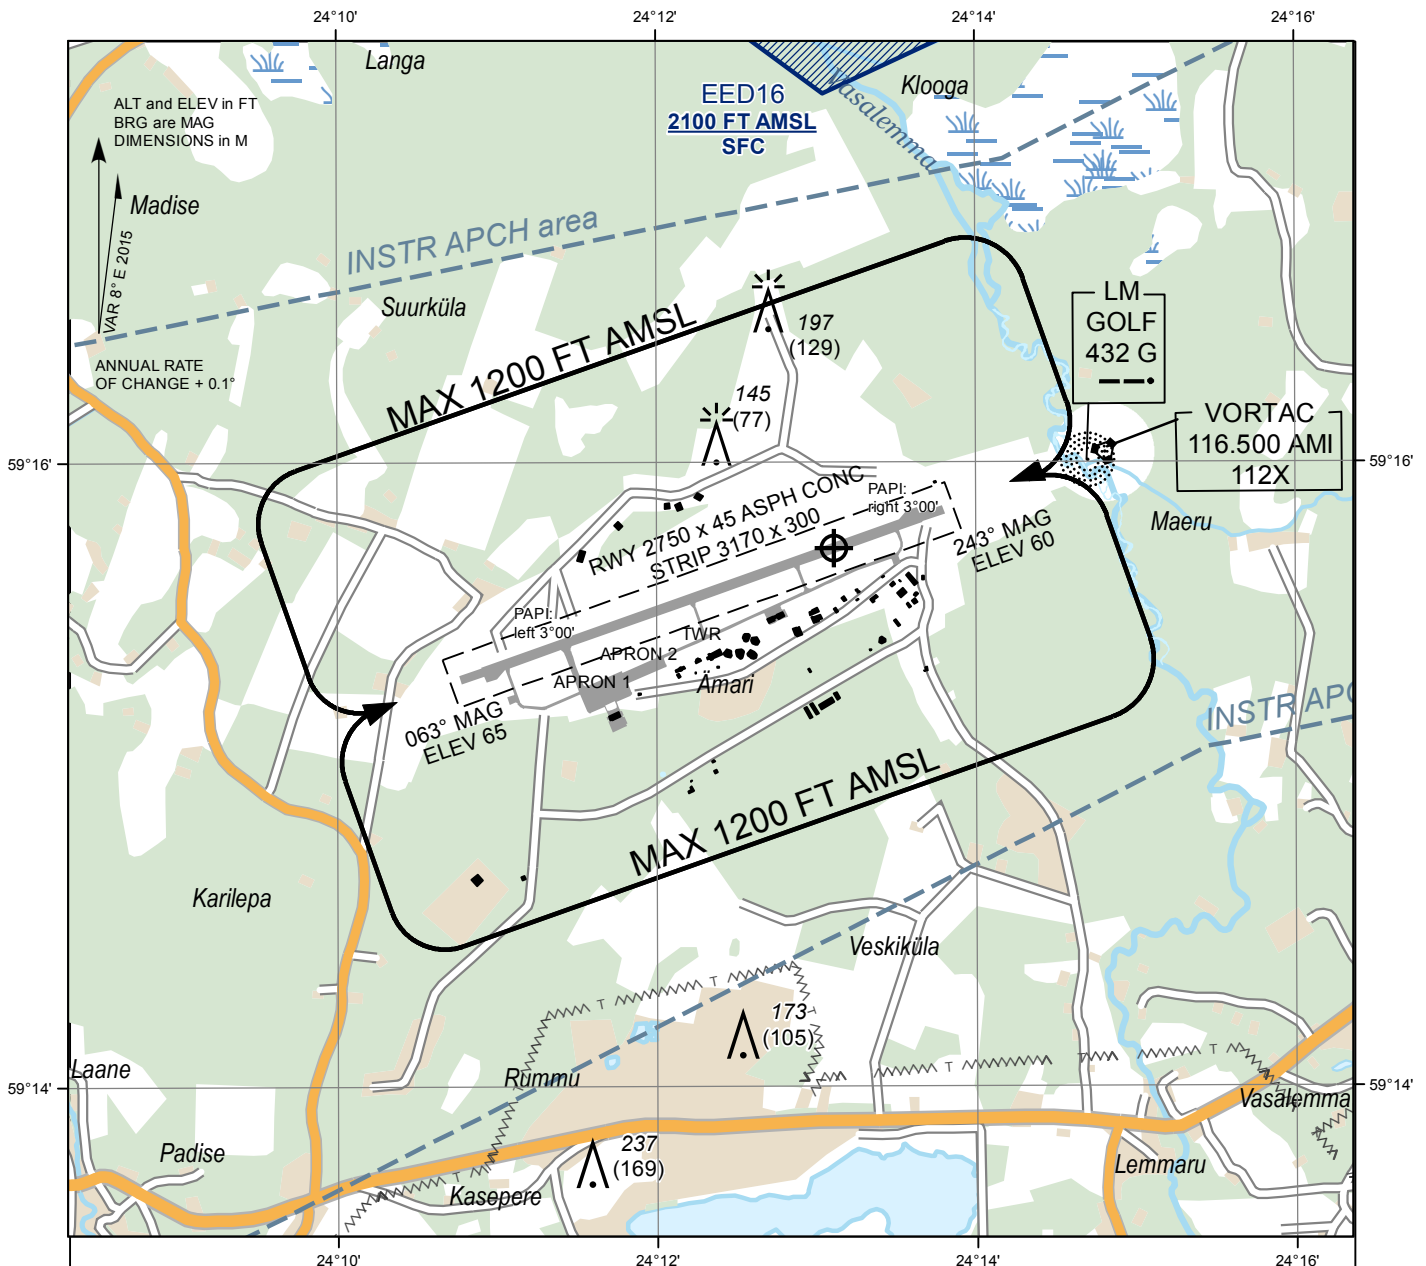 24°10'
24°12'
24°14'
24°16'
Langa
Klooga
EED16
2100 FT AMSL
SFC
Vasalemma
ALT and ELEV in FT
BRG are MAG
DIMENSIONS in M
Madise
VAR 8° E 2015
ANNUAL RATE
OF CHANGE + 0.1°
INSTR APCH area
Suurküla
MAX 1200 FT AMSL
197
(129)
145
(77)
LM
GOLF
432 G
VORTAC
116.500 AMI
112X
59°16'
59°16'
Maeru
RWY 2750 x 45 ASPH CONC
STRIP 3170 x 300
PAPI:
right 3°00'
243° MAG
ELEV 60
PAPI:
left 3°00'
TWR
APRON 2
APRON 1
Ämari
063° MAG
ELEV 65
INSTR APC
MAX 1200 FT AMSL
Karilepa
Veskiküla
T
T
173
(105)
T
T
T
T
T
Rummu
Laane
59°14'
59°14'
Vasalemma
Padise
237
(169)
Kasepere
Lemmaru
24°10'
24°12'
24°14'
24°16'